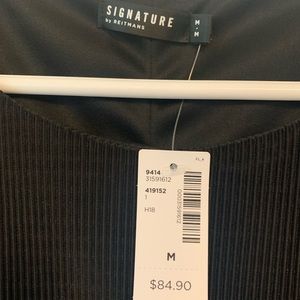 SIGNATURE
by REITMANS
M
M
9414
31591612
419152
1
H18
M
$84.90